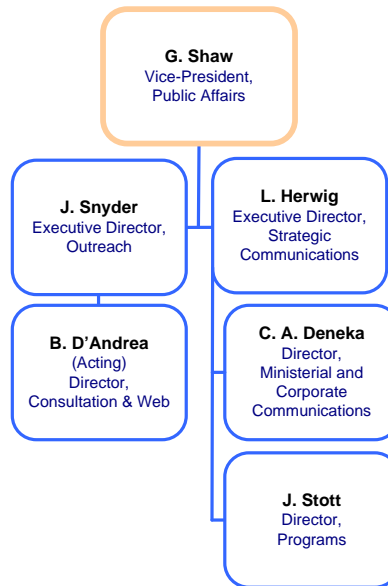 G. Shaw
Vice-President,
Public Affairs
J. Snyder
Executive Director,
Outreach
L. Herwig
Executive Director,
Strategic
Communications
B. D’Andrea
(Acting)
Director,
Consultation & Web
C. A. Deneka
Director,
Ministerial and
Corporate
Communications
J. Stott
Director,
Programs